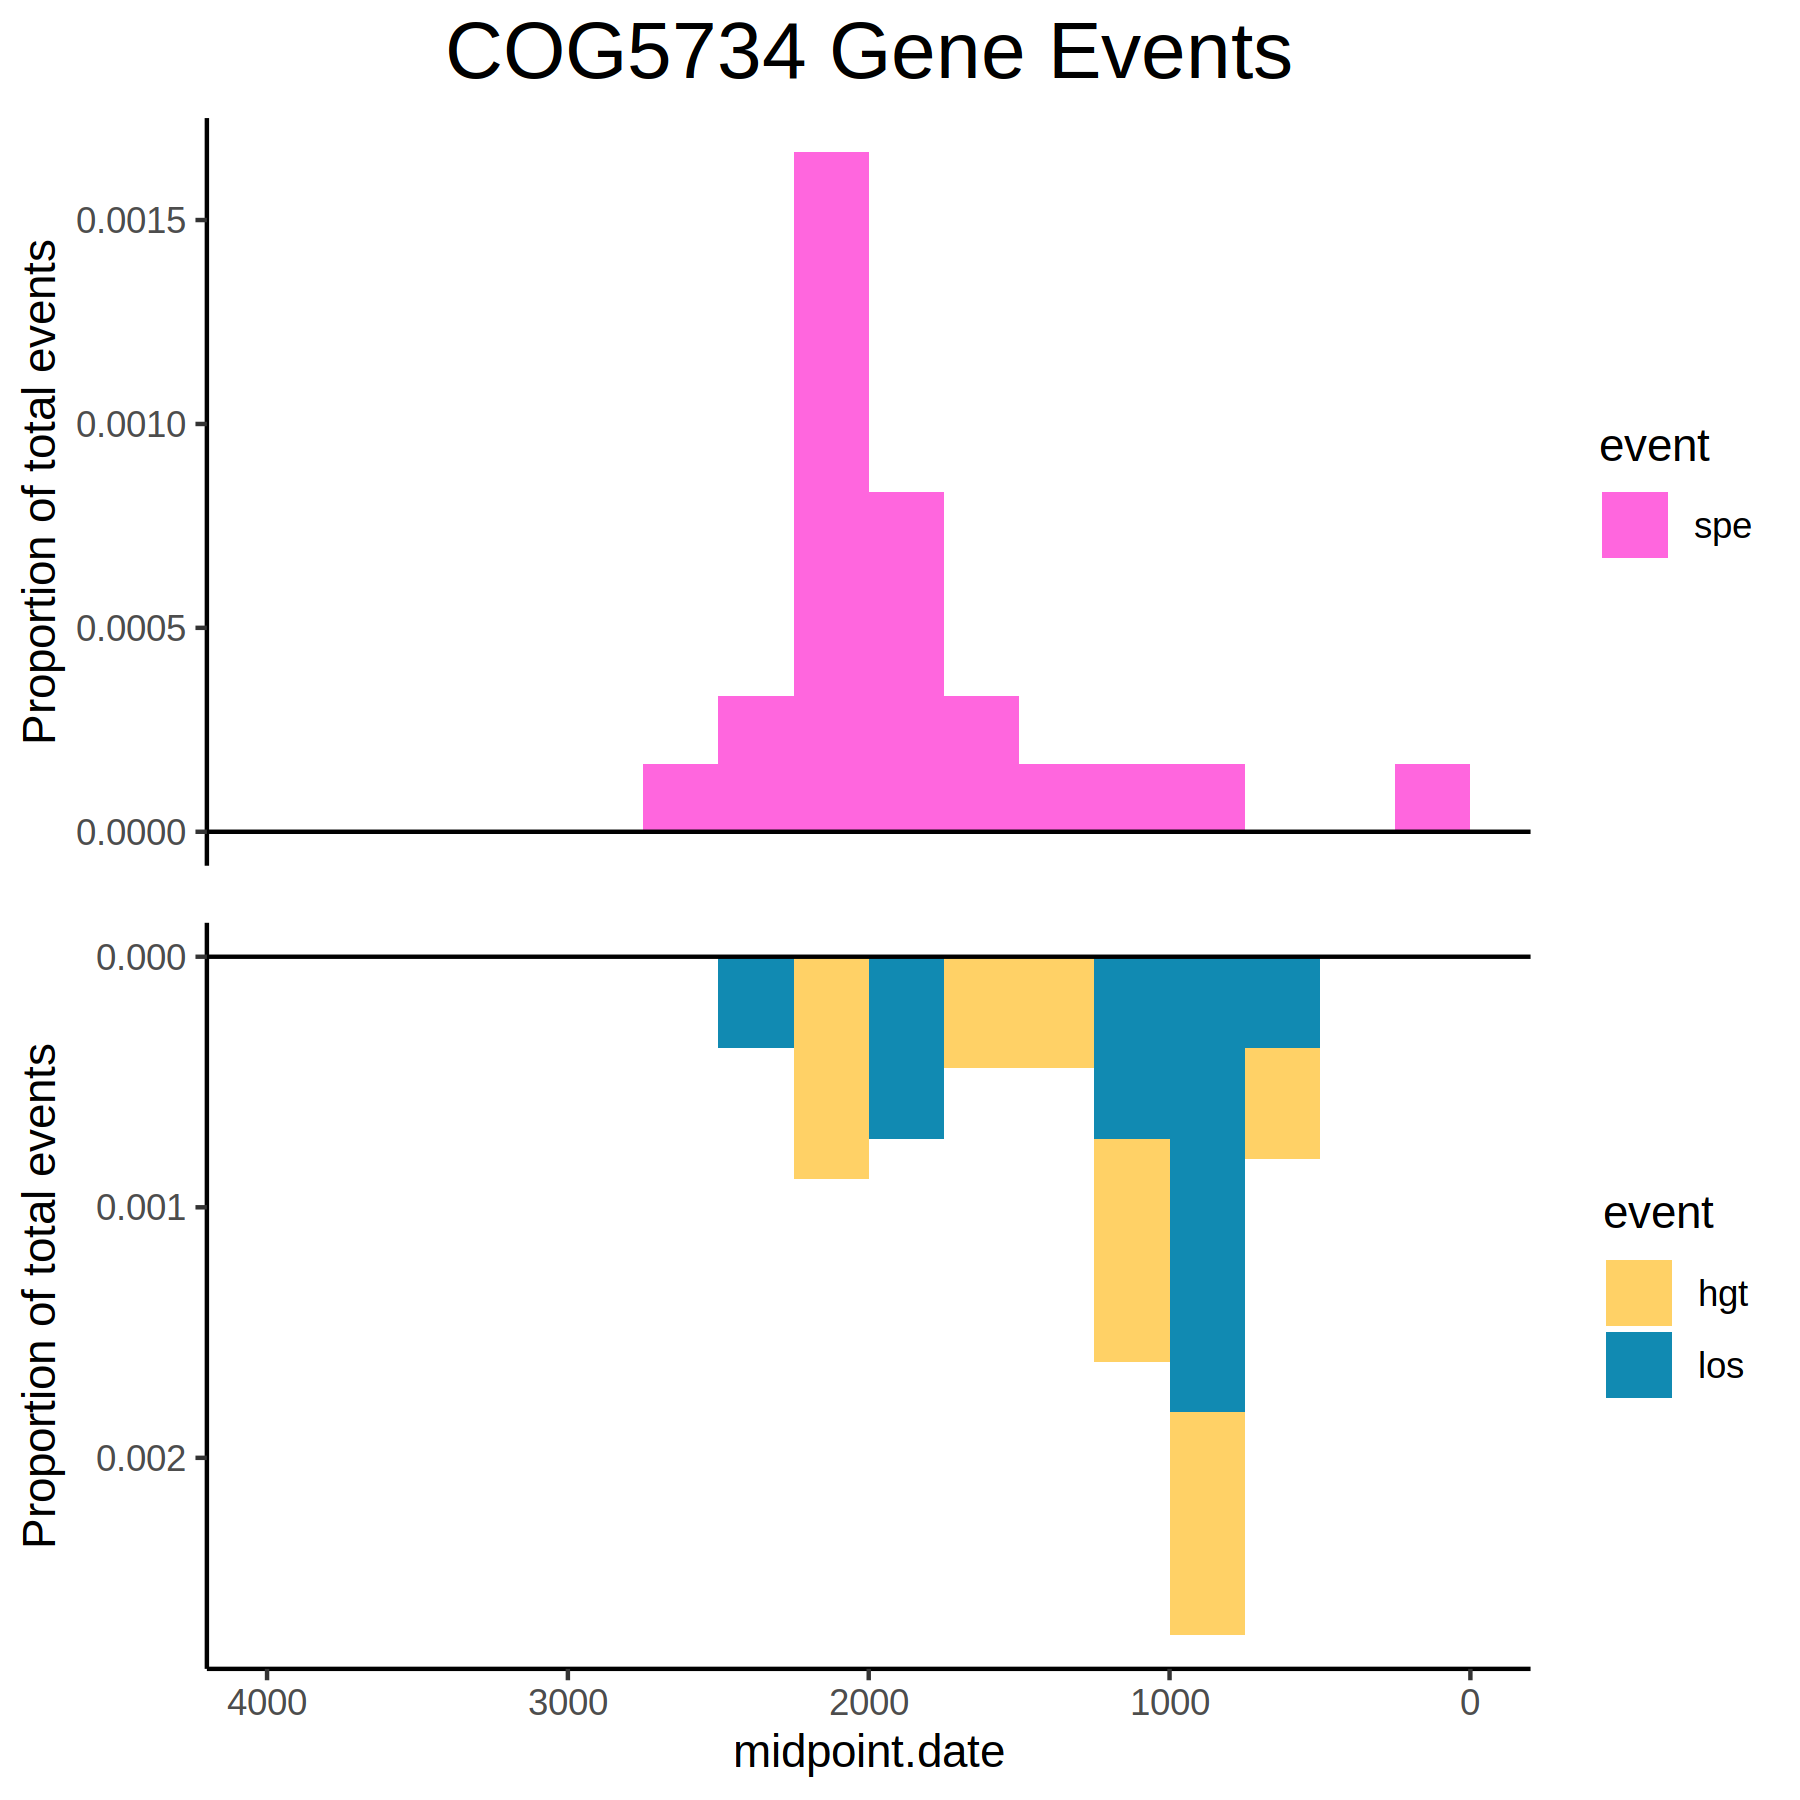 COG5734 Gene Events
Proportion of total events
0.0015
0.0010
0.0005
0.0000
event
spe
Proportion of total events
0.000
0.001
0.002
event
hgt
los
4000 3000 2000 1000 0
midpoint.date